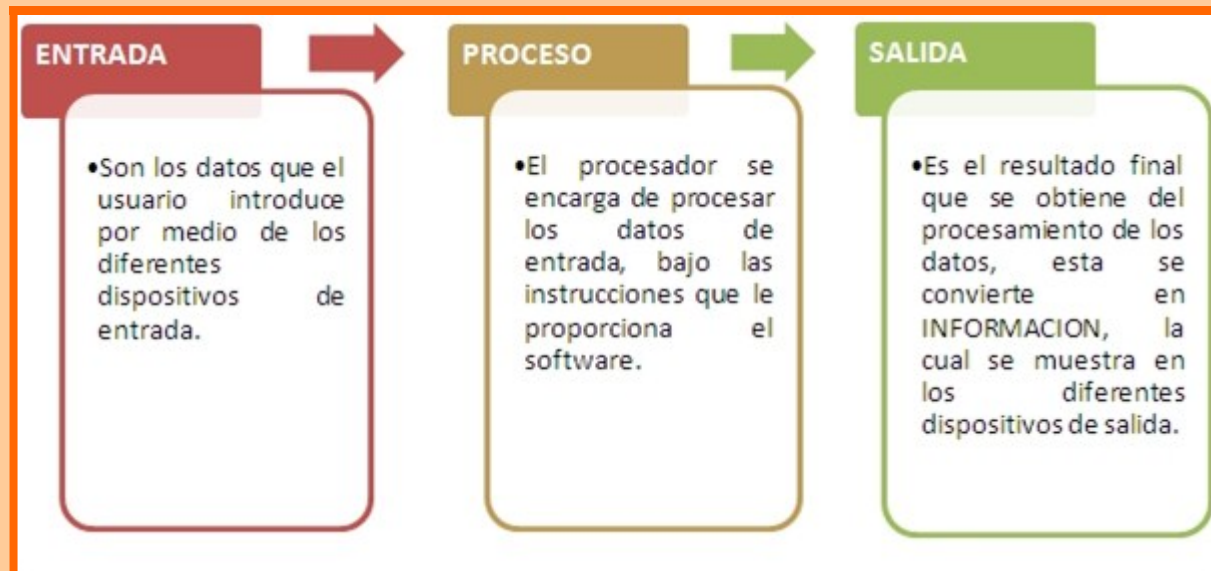 ENTRADA
•Son los datos que el
usuario introduce
por medio de los
diferentes
dispositivos de
entrada.
PROCESO
•El procesador se
encarga de procesar
los datos de
entrada, bajo las
instrucciones que le
proporciona el
software.
SALIDA
•Es el resultado final
que se obtiene del
procesamiento de los
datos, esta se
convierte en
INFORMACION, la
cual se muestra en
los diferentes
dispositivos de salida.